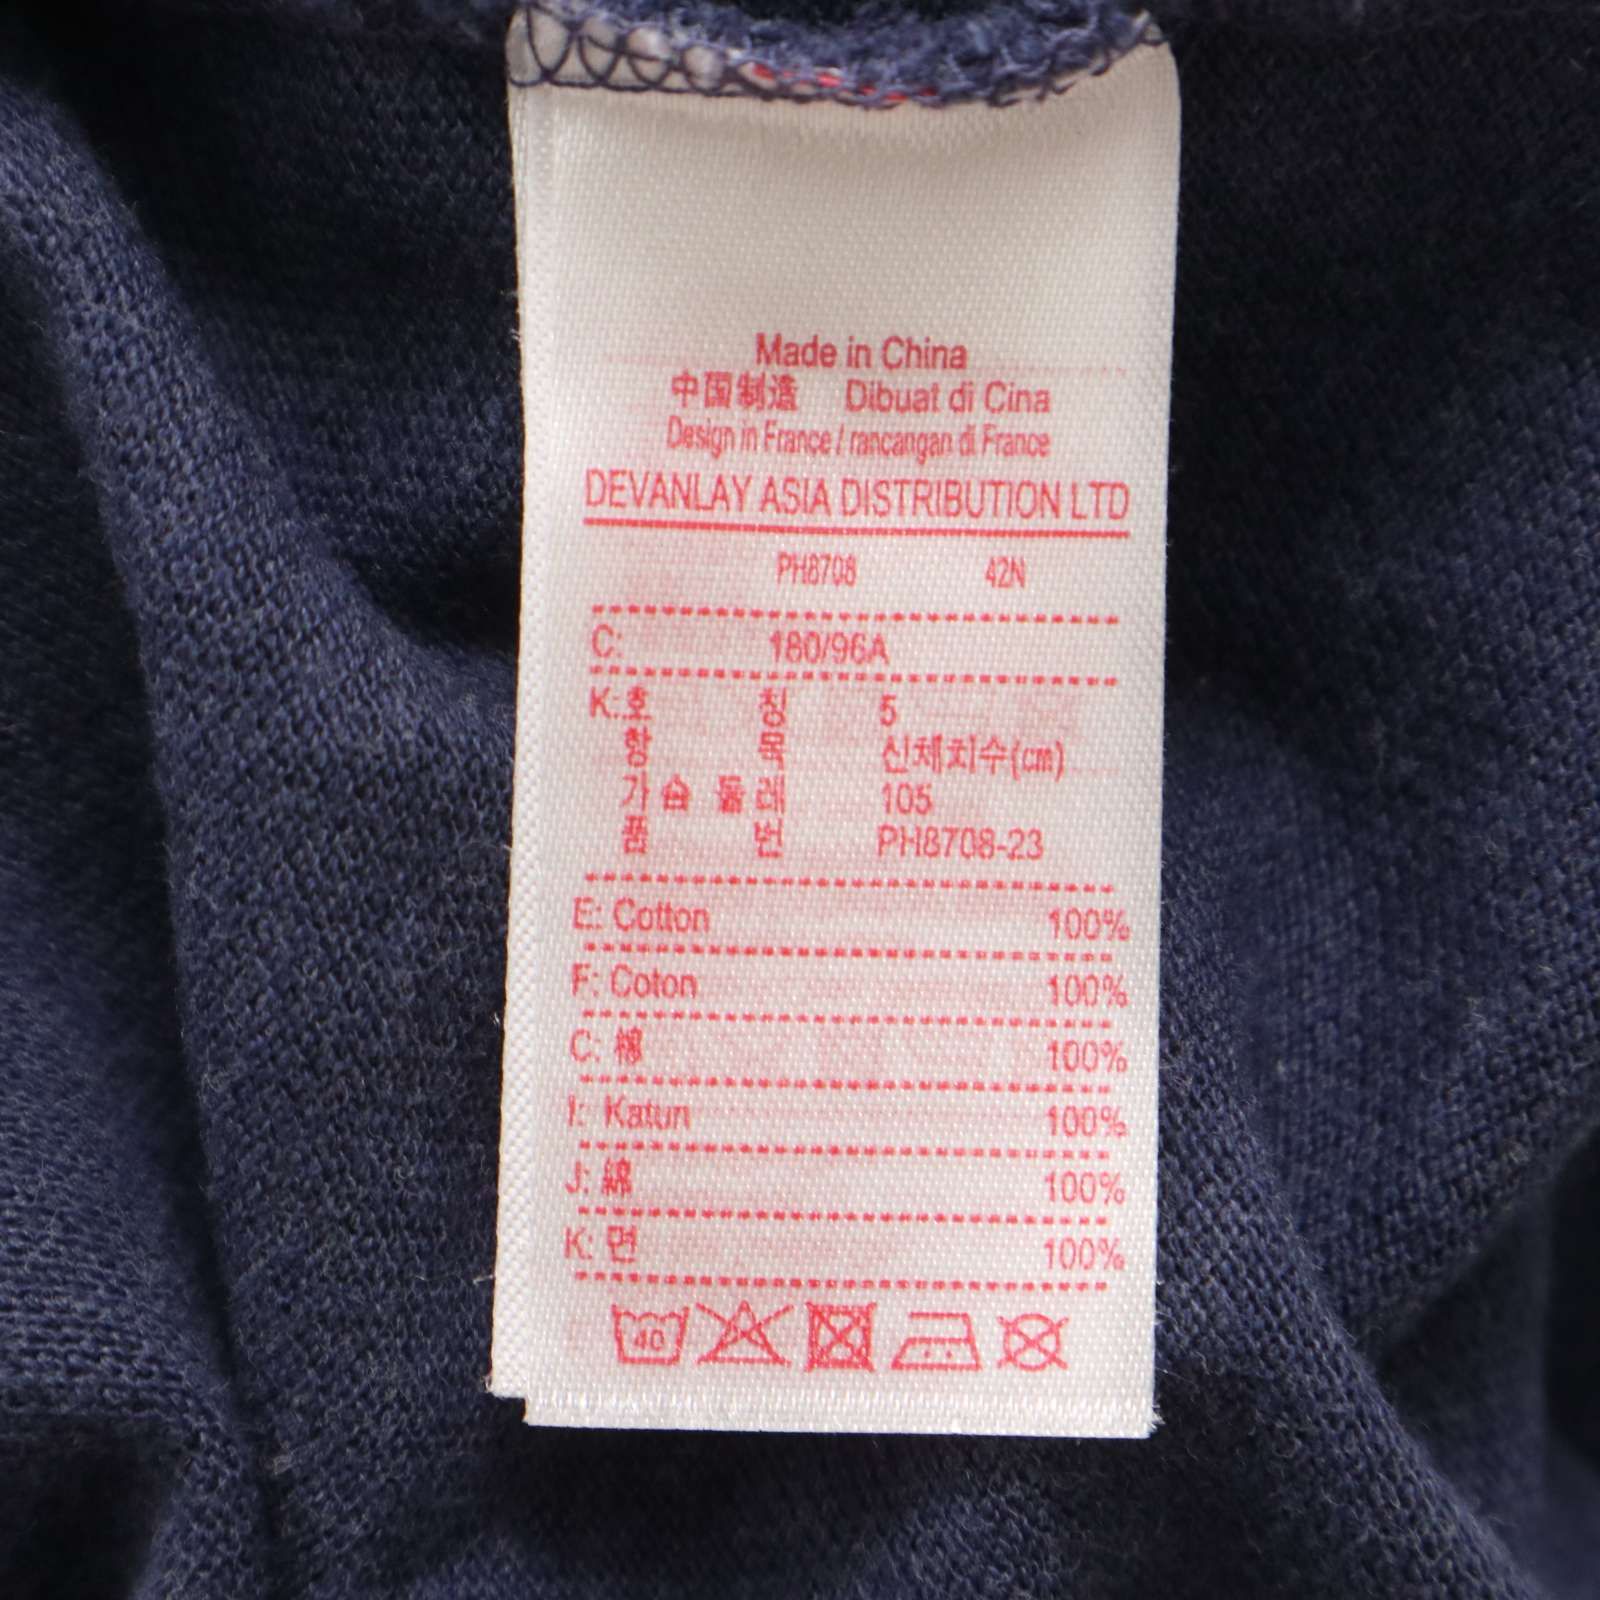 Made in China
中国制造 Dibuat di Cina
Design in France / rancangan di France
DEVANLAY ASIA DISTRIBUTION LTD
PH8708 42N
C: 180/96A
K: 호 칭 5
항 목 신체치수(㎝)
가 슴 둘 레 105
품 번 PH8708-23
E: Cotton 100%
F: Coton 100%
C: 棉 100%
I: Katun 100%
J: 綿 100%
K: 면 100%
40